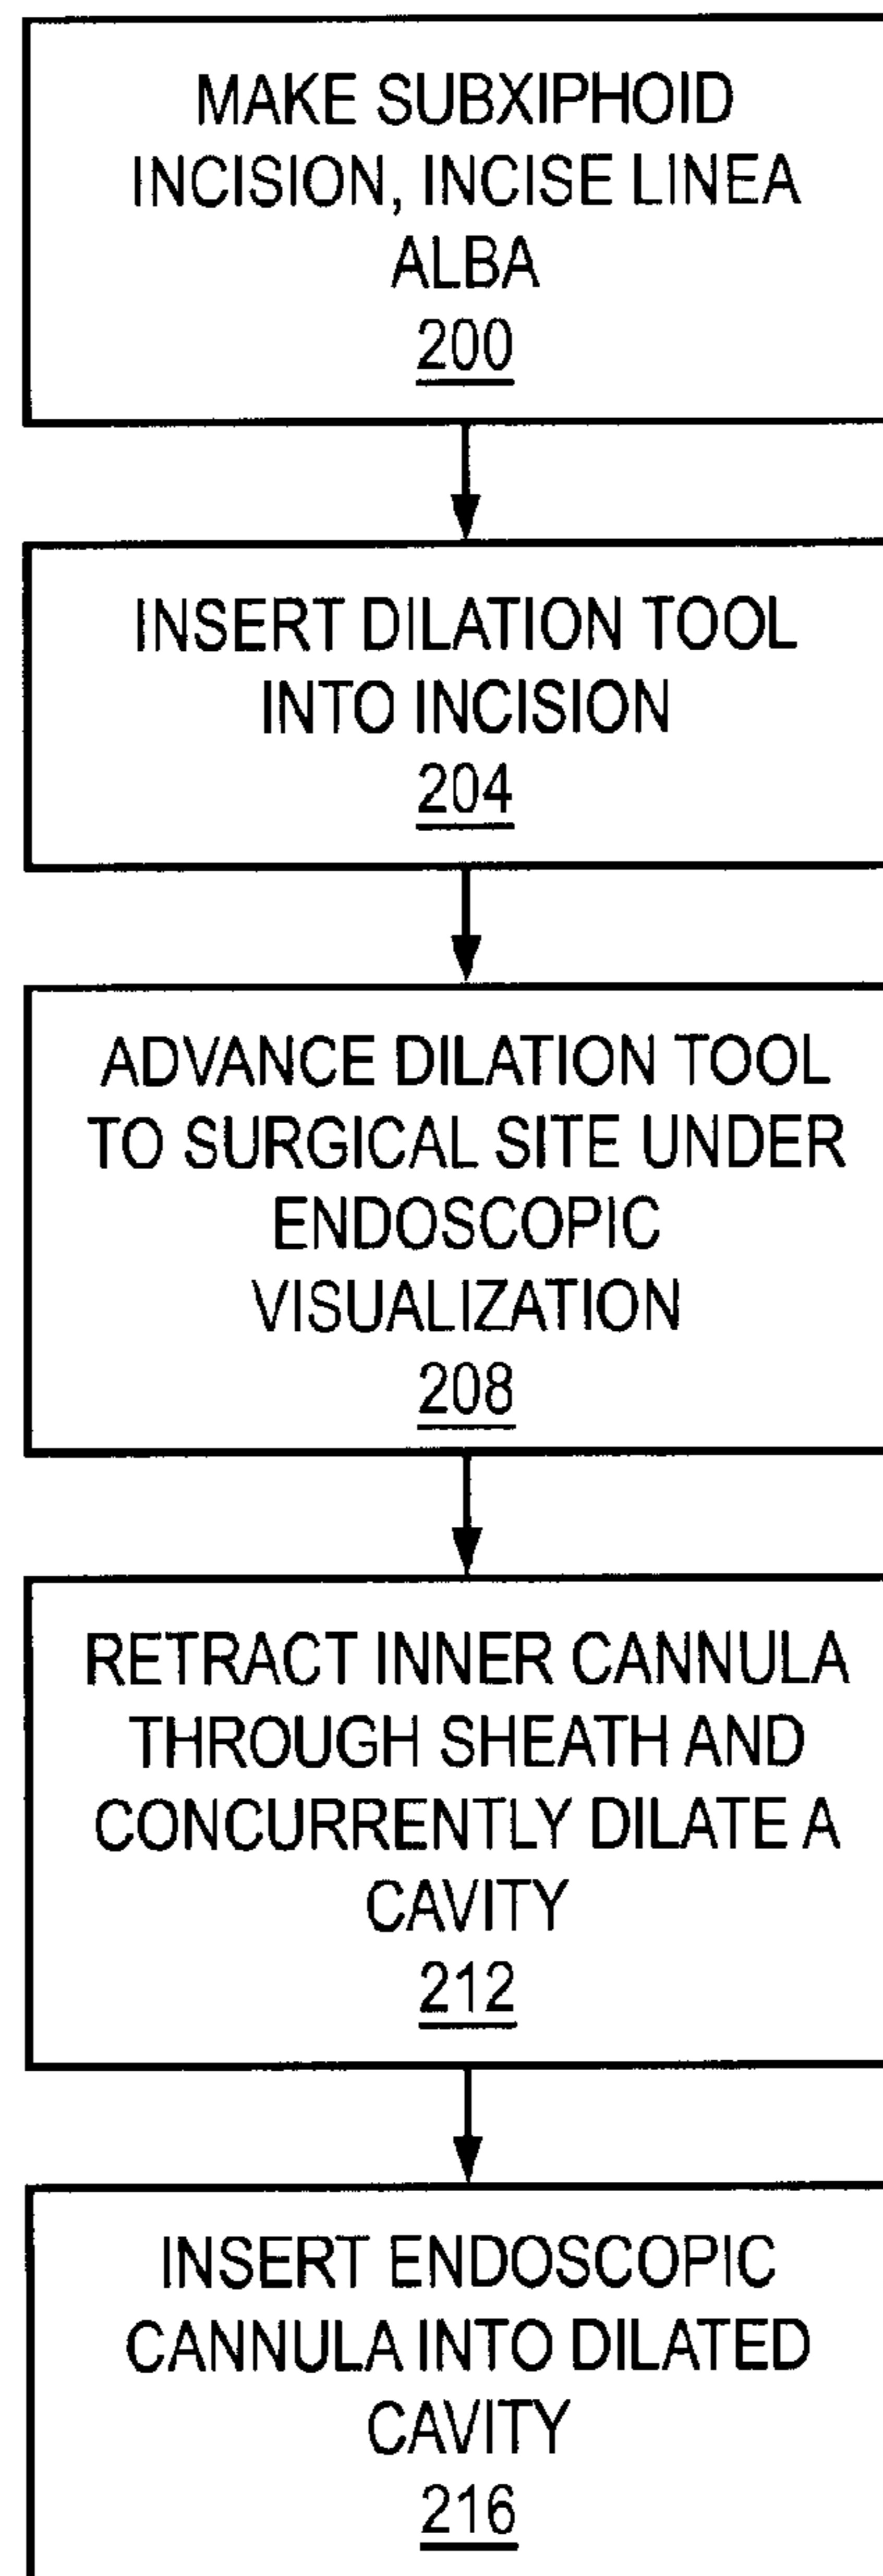 MAKE SUBXIPHOID
INCISION, INCISE LINEA
ALBA
200
INSERT DILATION TOOL
INTO INCISION
204
ADVANCE DILATION TOOL
TO SURGICAL SITE UNDER
ENDOSCOPIC
VISUALIZATION
208
RETRACT INNER CANNULA
THROUGH SHEATH AND
CONCURRENTLY DILATE A
CAVITY
212
INSERT ENDOSCOPIC
CANNULA INTO DILATED
CAVITY
216